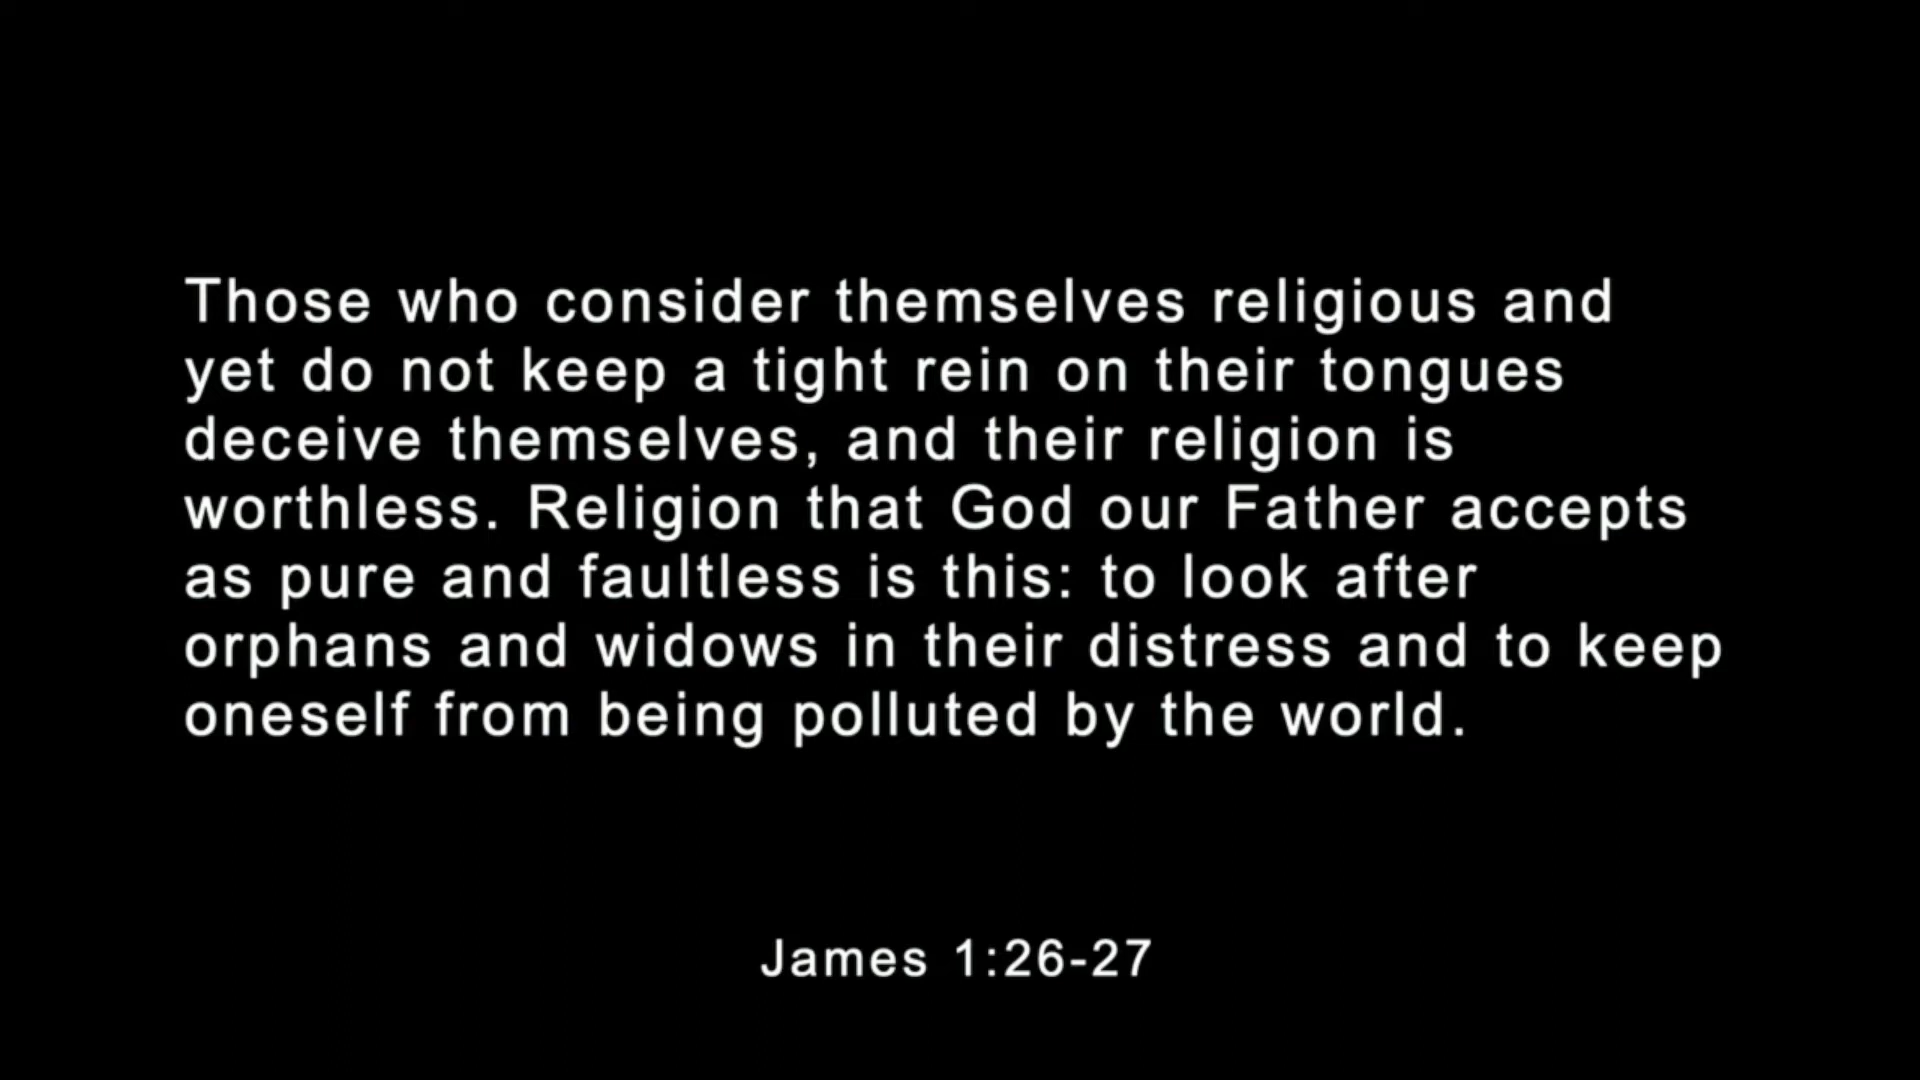 Those who consider themselves religious and
yet do not keep a tight rein on their tongues
deceive themselves, and their religion is
worthless. Religion that God our Father accepts
as pure and faultless is this: to look after
orphans and widows in their distress and to keep
oneself from being polluted by the world.
James 1:26-27